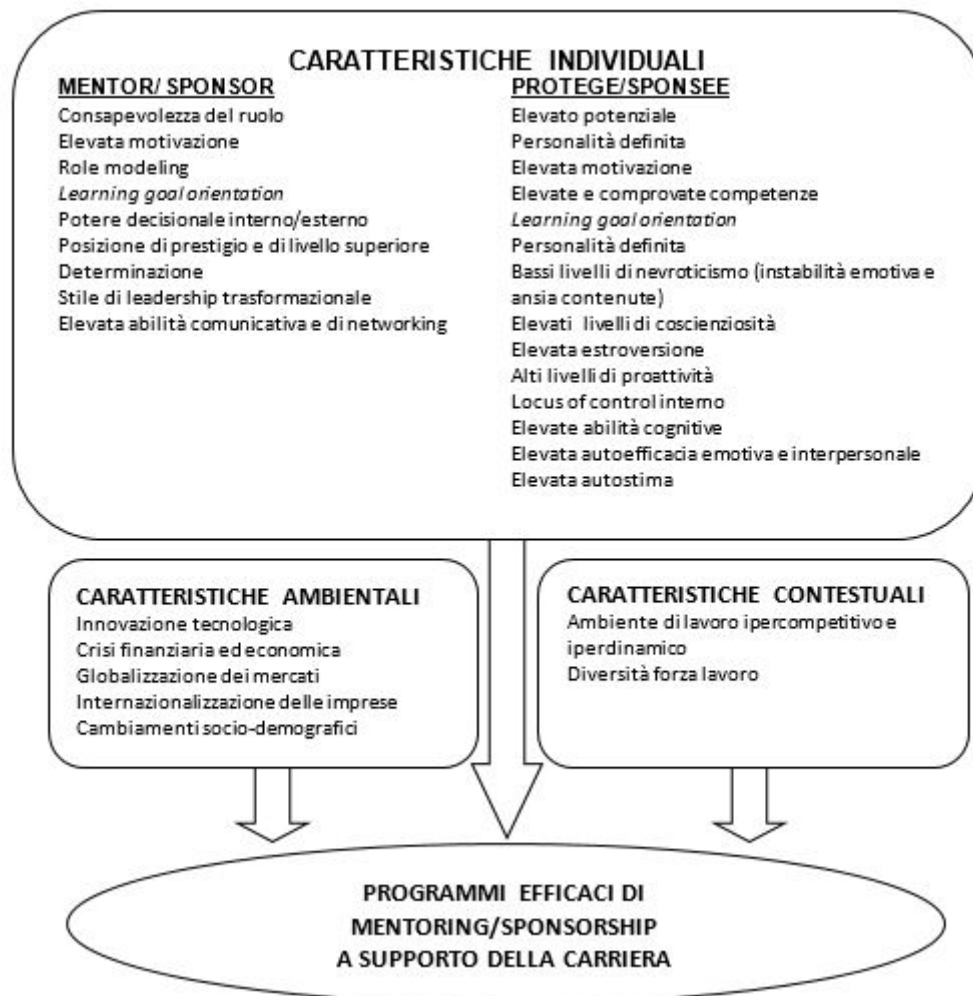 CARATTERISTICHE INDIVIDUALI
MENTOR/ SPONSOR
Consapevolezza del ruolo
Elevata motivazione
Role modeling
Learning goal orientation
Potere decisionale interno/esterno
Posizione di prestigio e di livello superiore
Determinazione
Stile di leadership trasformazionale
Elevata abilità comunicativa e di networking
PROTEGE/SPONSEE
Elevato potenziale
Personalità definita
Elevata motivazione
Elevate e comprovate competenze
Learning goal orientation
Personalità definita
Bassi livelli di nevroticismo (instabilità emotiva e
ansia contenute)
Elevati livelli di coscienziosità
Elevata estroversione
Alti livelli di proattività
Locus of control interno
Elevate abilità cognitive
Elevata autoefficacia emotiva e interpersonale
Elevata autostima
CARATTERISTICHE AMBIENTALI
Innovazione tecnologica
Crisi finanziaria ed economica
Globalizzazione dei mercati
Internazionalizzazione delle imprese
Cambiamenti socio-demografici
CARATTERISTICHE CONTESTUALI
Ambiente di lavoro ipercompetitivo e
iperdinamico
Diversità forza lavoro
PROGRAMMI EFFICACI DI
MENTORING/SPONSORSHIP
A SUPPORTO DELLA CARRIERA